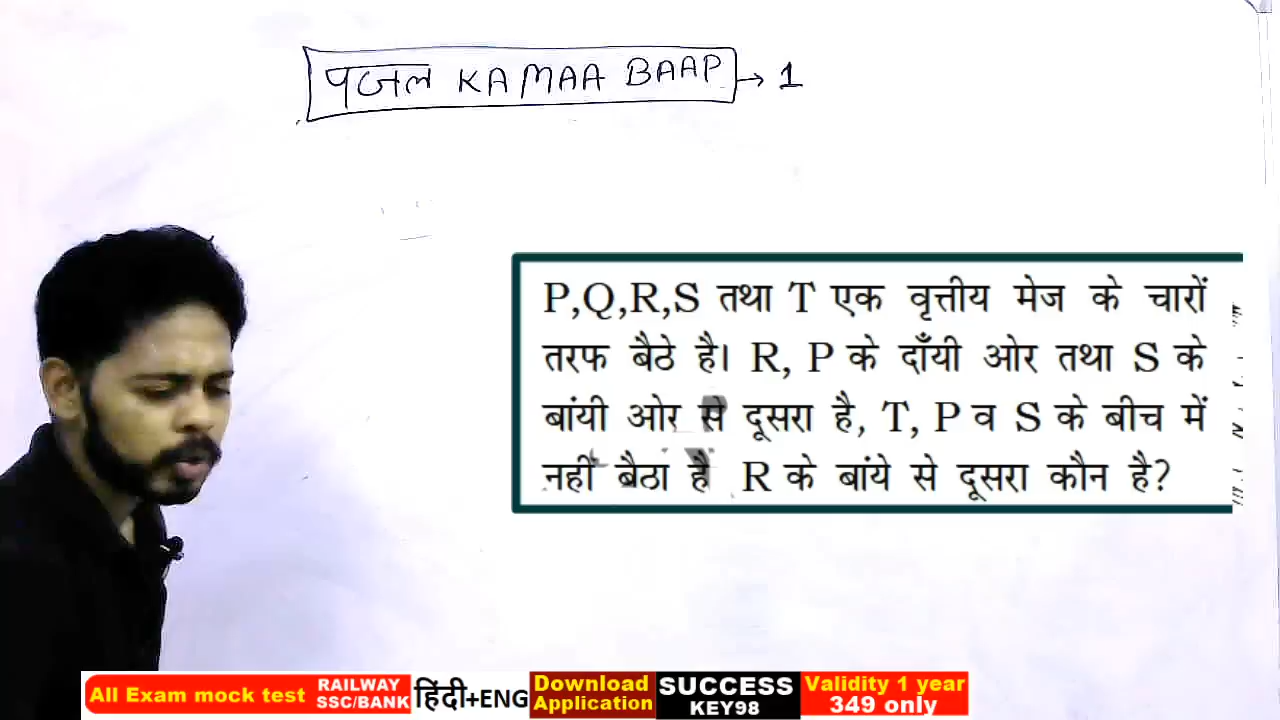 पजल KAMAA BAAP → 1
P,Q,R,S तथा T एक वृत्तीय मेज के चारों
तरफ बैठे है। R, P के दाँयी ओर तथा S के
बांयी ओर से दूसरा है, T, P व S के बीच में
नहीं बैठा है R के बांये से दूसरा कौन है?
All Exam mock test RAILWAY SSC/BANK हिंदी+ENG Download Application SUCCESS KEY98 Validity 1 year 349 only